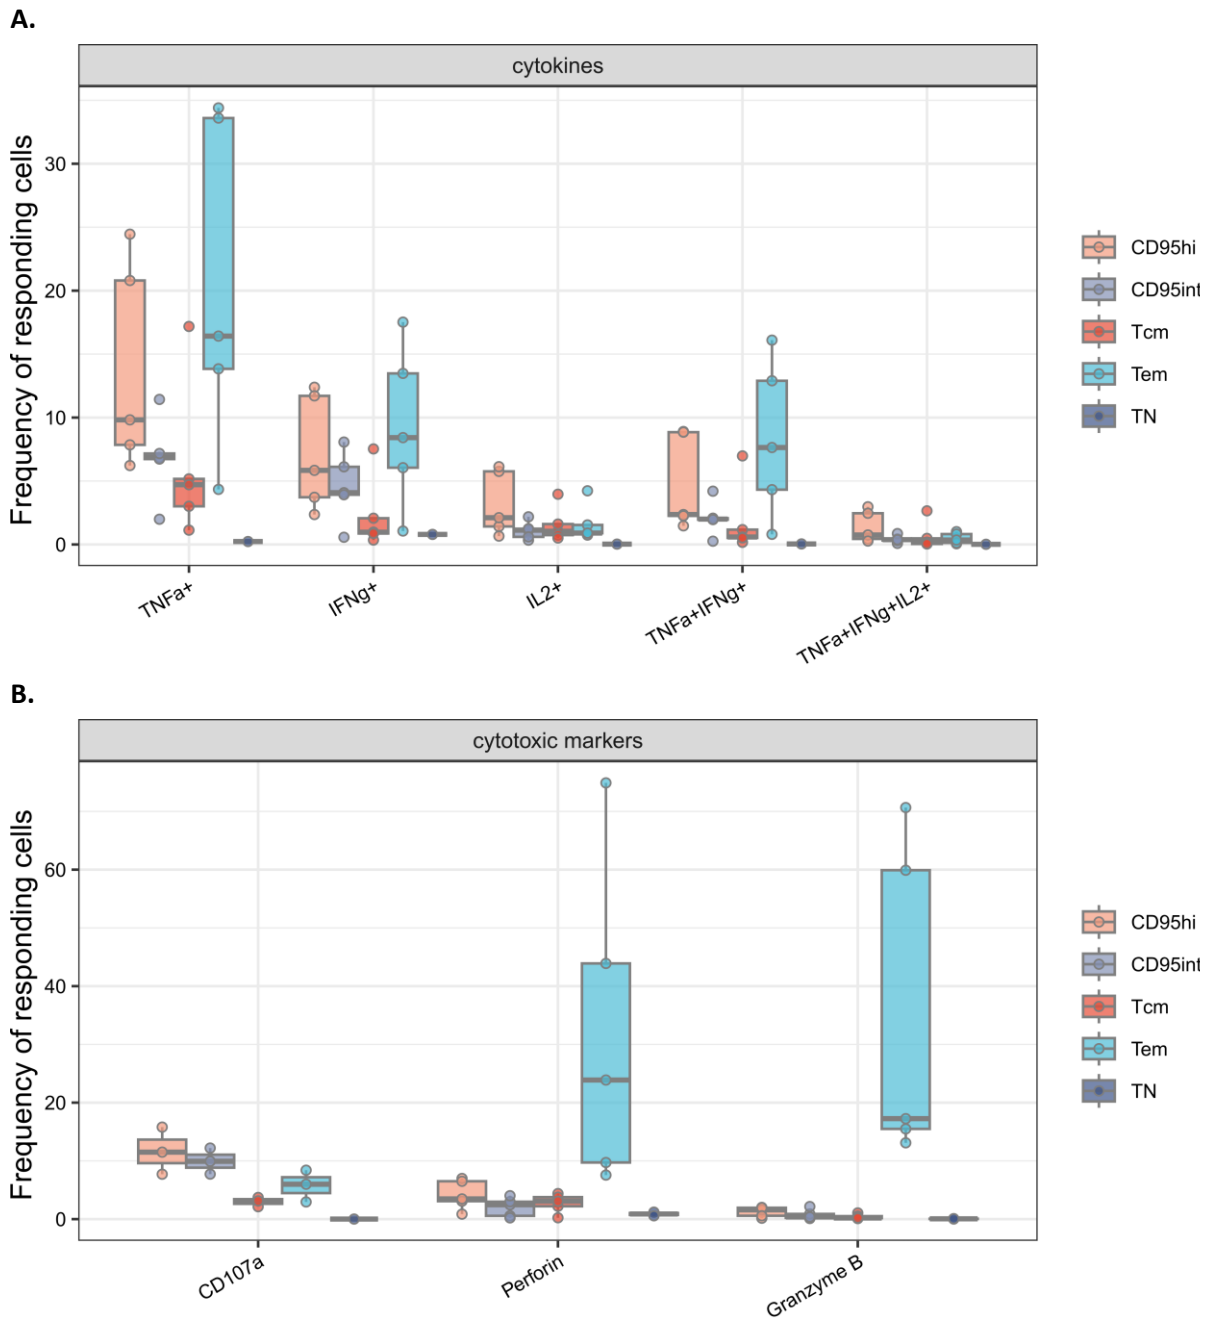 A.
cytokines
Frequency of responding cells
30
20
10
0
TNFa+
IFNg+
IL2+
TNFa+IFNg+
TNFa+IFNg+IL2+
CD95hi
CD95int
Tcm
Tem
TN
B.
cytotoxic markers
Frequency of responding cells
60
40
20
0
CD107a
Perforin
Granzyme B
CD95hi
CD95int
Tcm
Tem
TN